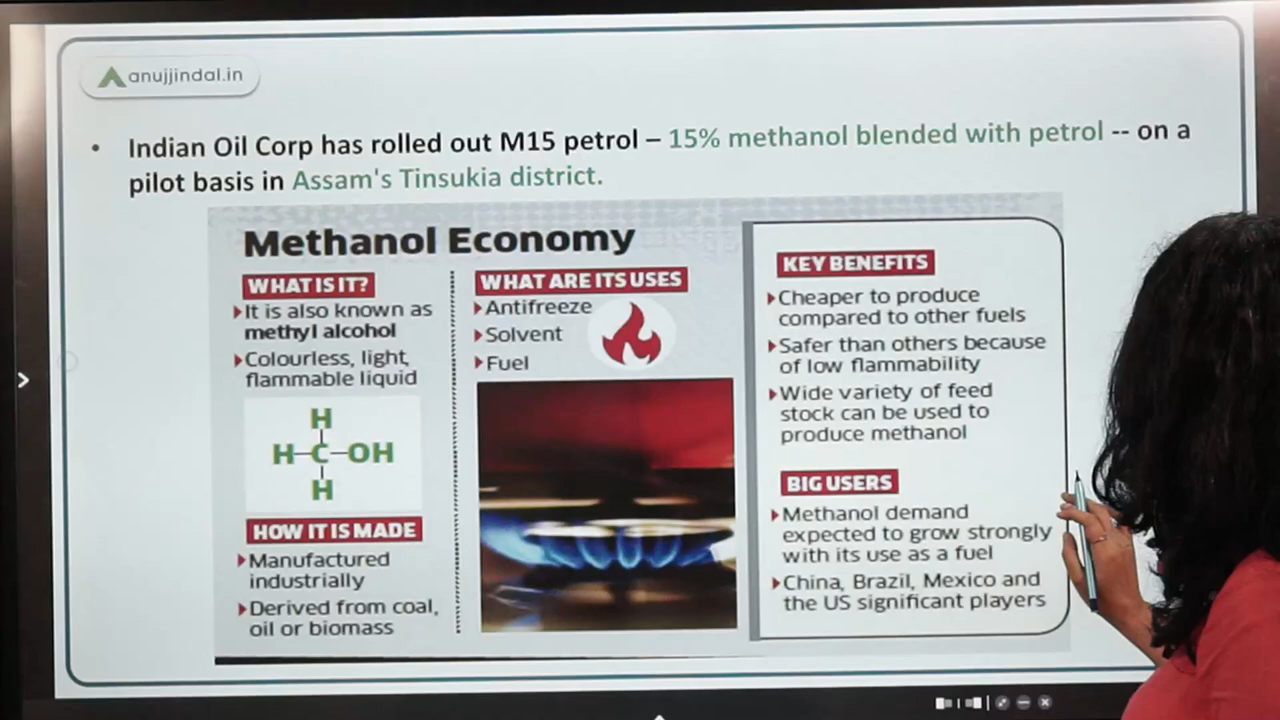 anujjindal.in
• Indian Oil Corp has rolled out M15 petrol – 15% methanol blended with petrol -- on a
pilot basis in Assam's Tinsukia district.
Methanol Economy
WHAT IS IT?
It is also known as
methyl alcohol
Colourless, light,
flammable liquid
H
H-C-OH
H
HOW IT IS MADE
Manufactured
industrially
Derived from coal,
oil or biomass
WHAT ARE ITS USES
Antifreeze
Solvent
Fuel
KEY BENEFITS
Cheaper to produce
compared to other fuels
Safer than others because
of low flammability
Wide variety of feed
stock can be used to
produce methanol
BIG USERS
Methanol demand
expected to grow strongly
with its use as a fuel
China, Brazil, Mexico and
the US significant players